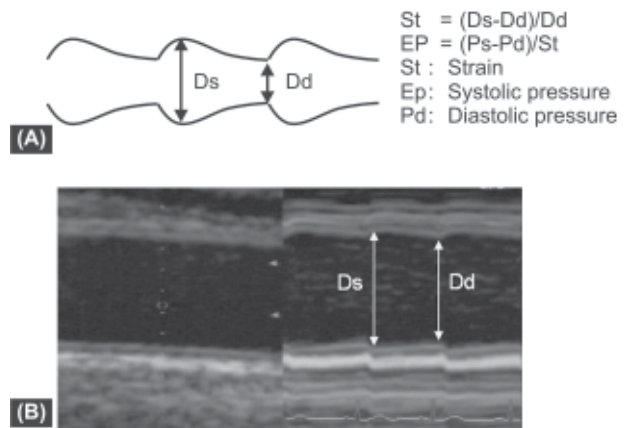 St = (Ds-Dd)/Dd
EP = (Ps-Pd)/St
St : Strain
Ep: Systolic pressure
Pd: Diastolic pressure
Ds
Dd
(A)
Ds
Dd
(B)